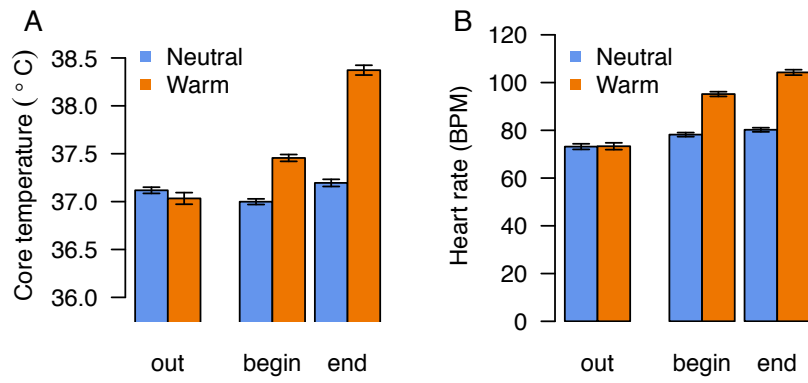 A
Core temperature ( ° C)
38.5
38.0
37.5
37.0
36.5
36.0
Neutral
Warm
out
begin
end
B
Heart rate (BPM)
120
100
80
60
40
20
0
Neutral
Warm
out
begin
end